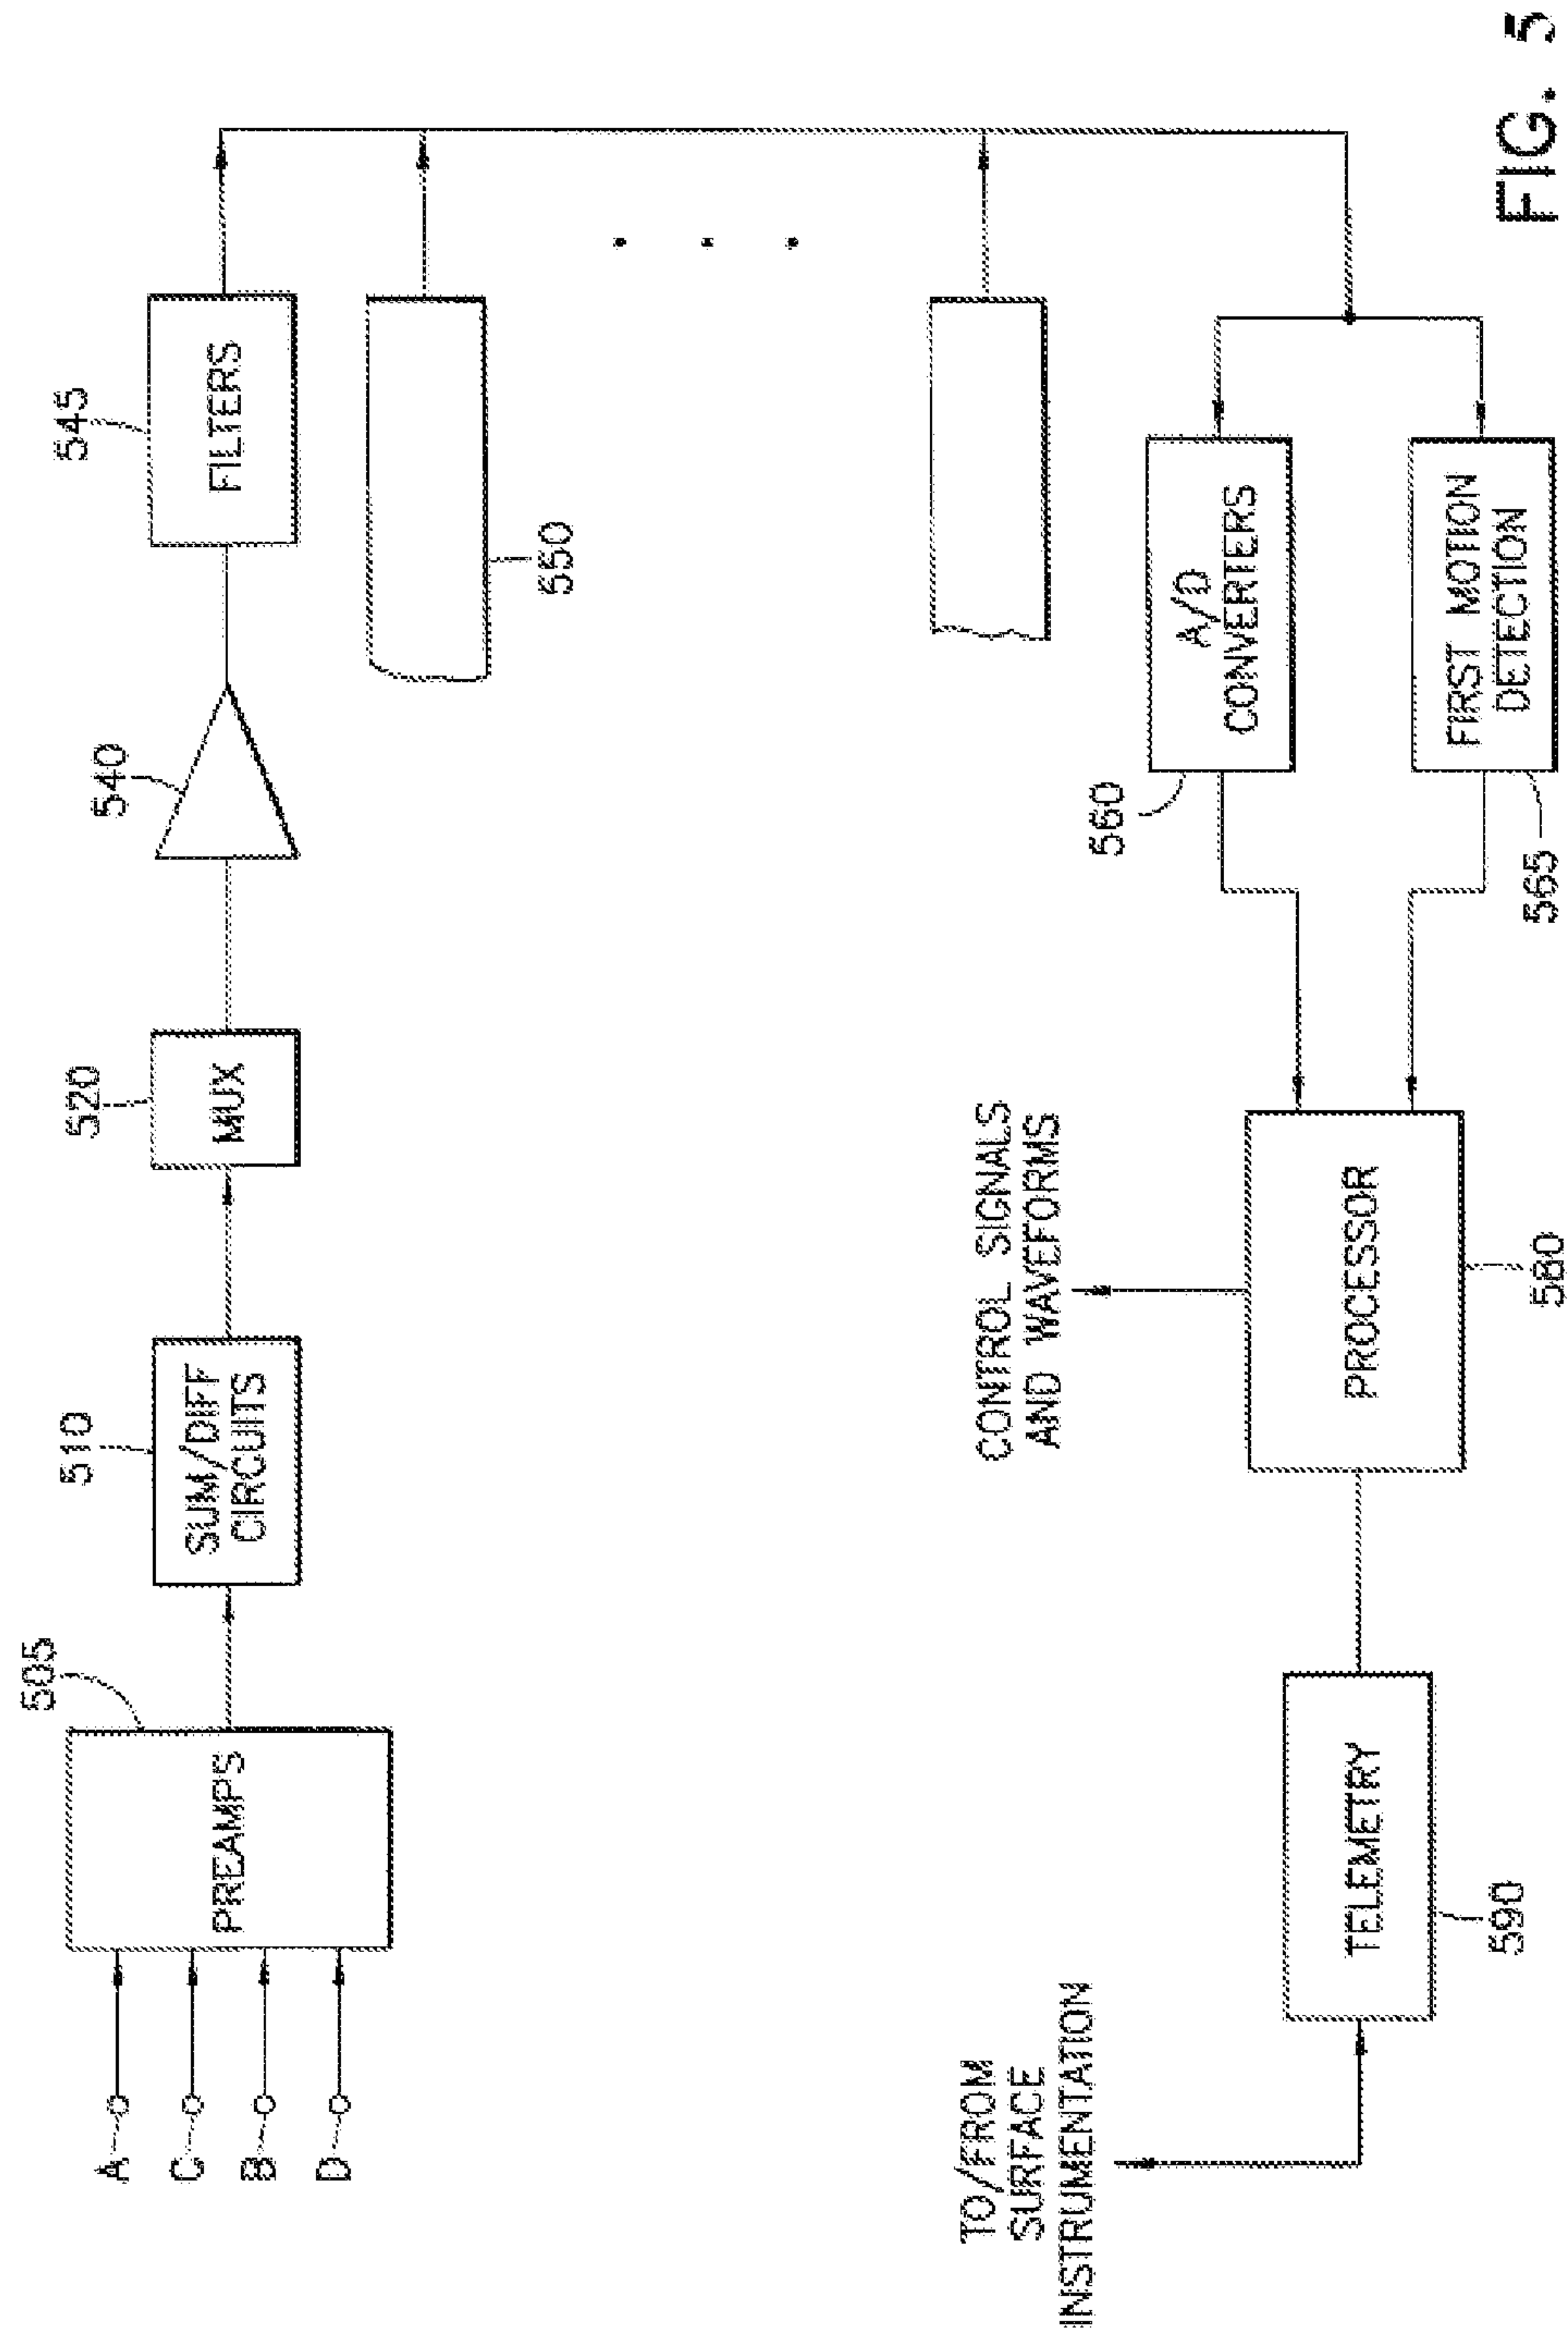 A
C
B
D
505
PREAMPS
510
SUM/DIFF
CIRCUITS
520
MUX
540
545
FILTERS
550
560
A/D
CONVERTERS
565
FIRST MOTION
DETECTION
CONTROL SIGNALS
AND WAVEFORMS
PROCESSOR
580
TELEMETRY
590
TO/FROM
SURFACE
INSTRUMENTATION
FIG. 5